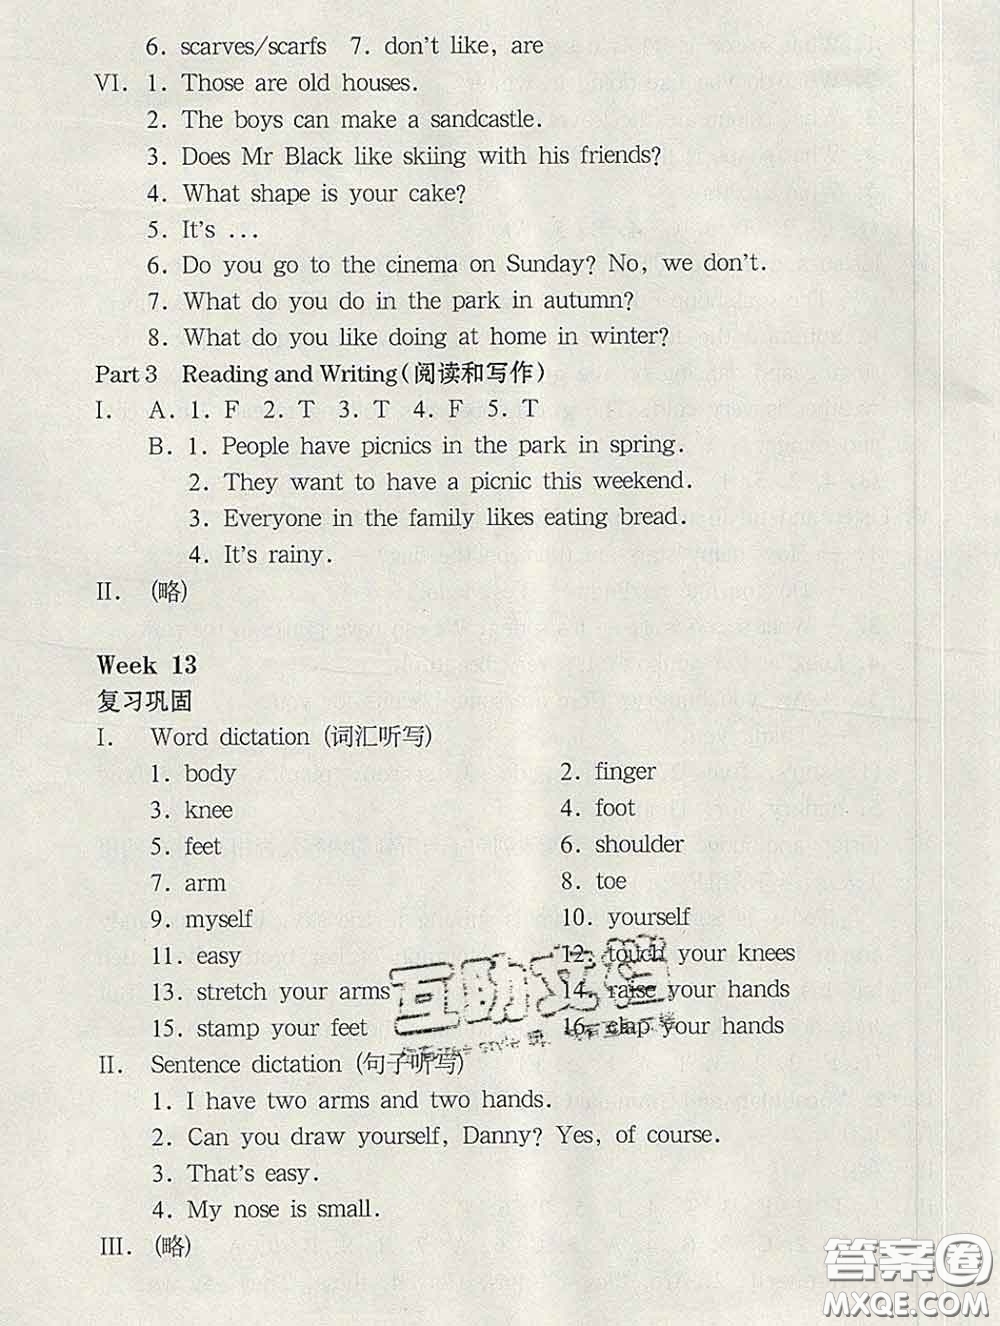 6. scarves/scarfs 7. don't like, are
VI. 1. Those are old houses.
2. The boys can make a sandcastle.
3. Does Mr Black like skiing with his friends?
4. What shape is your cake?
5. It's ...
6. Do you go to the cinema on Sunday? No, we don't.
7. What do you do in the park in autumn?
8. What do you like doing at home in winter?
Part 3 Reading and Writing(阅读和写作)
I. A. 1. F 2. T 3. T 4. F 5. T
B. 1. People have picnics in the park in spring.
2. They want to have a picnic this weekend.
3. Everyone in the family likes eating bread.
4. It's rainy.
II. (略)
Week 13
复习巩固
I. Word dictation (词汇听写)
1. body 2. finger
3. knee 4. foot
5. feet 6. shoulder
7. arm 8. toe
9. myself 10. yourself
11. easy 12. touch your knees
13. stretch your arms 14. raise your hands
15. stamp your feet 16. clap your hands
互助文档
II. Sentence dictation (句子听写)
1. I have two arms and two hands.
2. Can you draw yourself, Danny? Yes, of course.
3. That's easy.
4. My nose is small.
III. (略)
答案圈
MXQE.COM